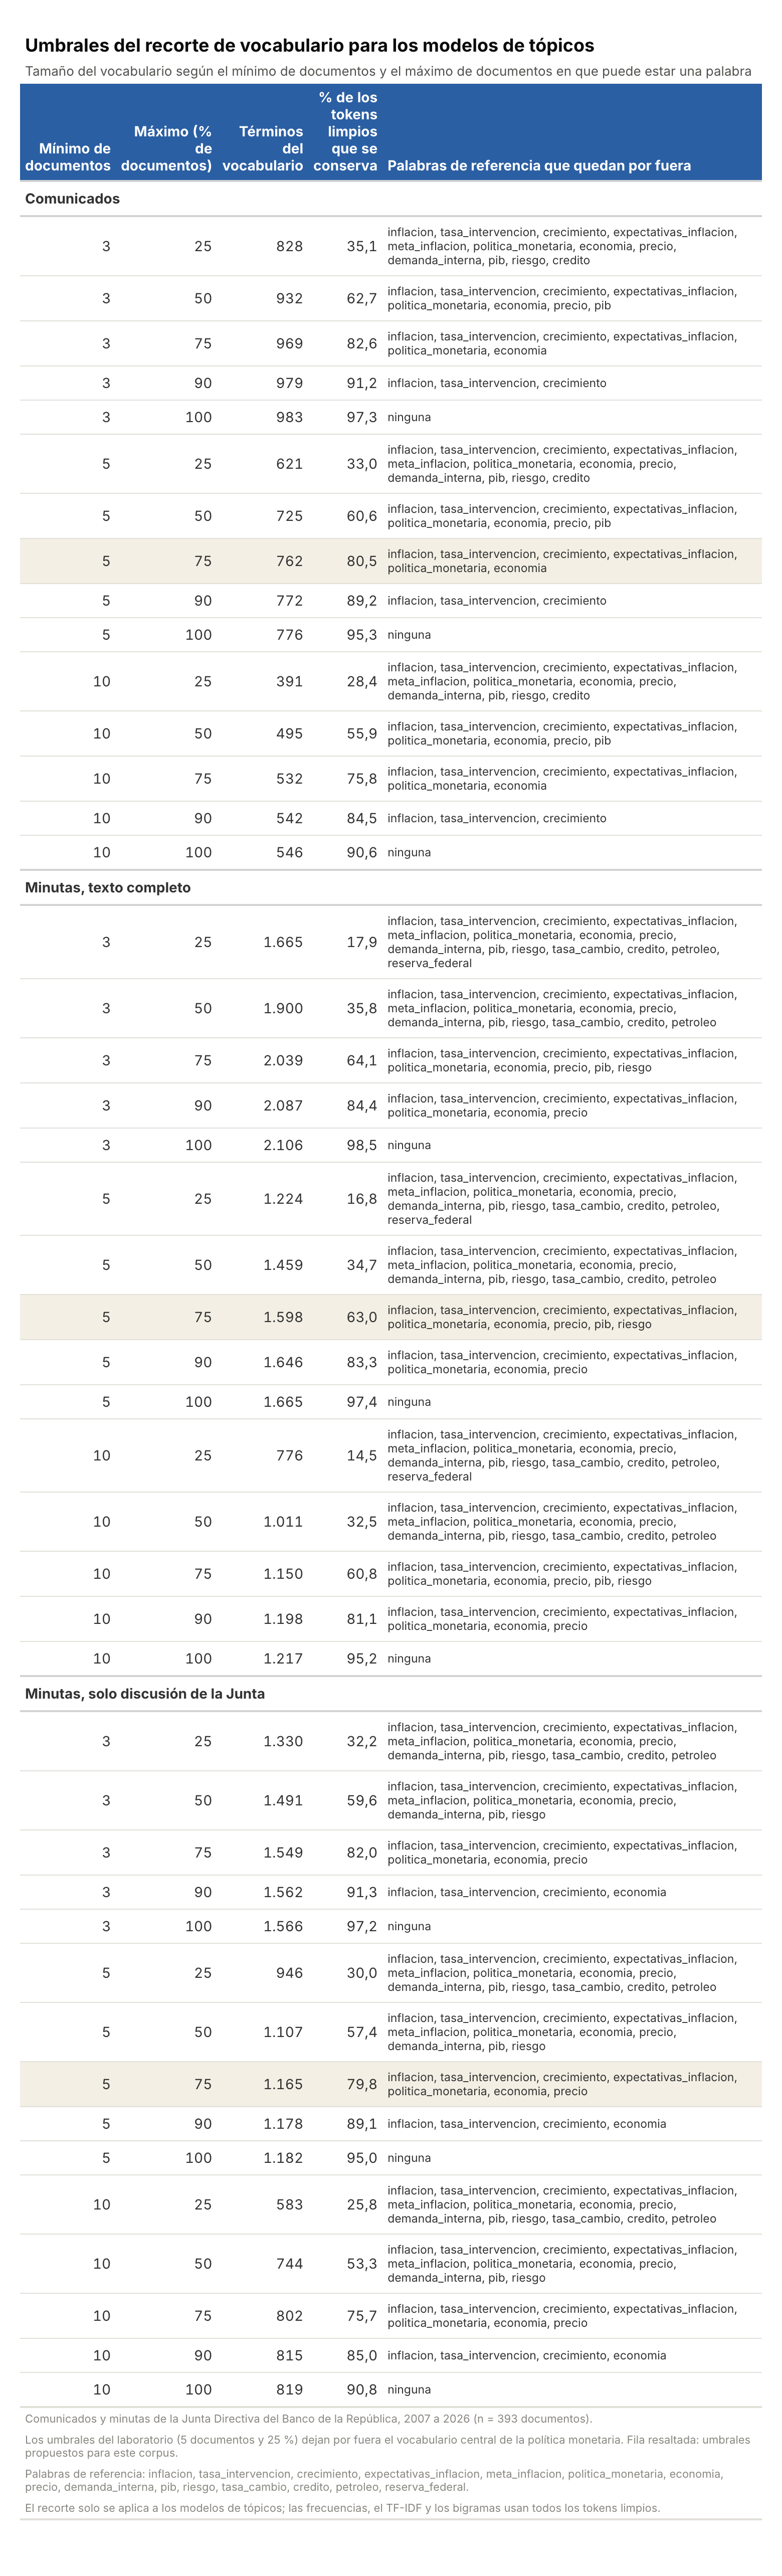 Umbrales del recorte de vocabulario para los modelos de tópicos
Tamaño del vocabulario según el mínimo de documentos y el máximo de documentos en que puede estar una palabra
Mínimo de documentos | Máximo (% de documentos) | Términos del vocabulario | % de los tokens limpios que se conserva | Palabras de referencia que quedan por fuera
Comunicados
3 25 828 35,1 inflacion, tasa_intervencion, crecimiento, expectativas_inflacion,
meta_inflacion, politica_monetaria, economia, precio,
demanda_interna, pib, riesgo, credito
3 50 932 62,7 inflacion, tasa_intervencion, crecimiento, expectativas_inflacion,
politica_monetaria, economia, precio, pib
3 75 969 82,6 inflacion, tasa_intervencion, crecimiento, expectativas_inflacion,
politica_monetaria, economia
3 90 979 91,2 inflacion, tasa_intervencion, crecimiento
3 100 983 97,3 ninguna
5 25 621 33,0 inflacion, tasa_intervencion, crecimiento, expectativas_inflacion,
meta_inflacion, politica_monetaria, economia, precio,
demanda_interna, pib, riesgo, credito
5 50 725 60,6 inflacion, tasa_intervencion, crecimiento, expectativas_inflacion,
politica_monetaria, economia, precio, pib
5 75 762 80,5 inflacion, tasa_intervencion, crecimiento, expectativas_inflacion,
politica_monetaria, economia
5 90 772 89,2 inflacion, tasa_intervencion, crecimiento
5 100 776 95,3 ninguna
10 25 391 28,4 inflacion, tasa_intervencion, crecimiento, expectativas_inflacion,
meta_inflacion, politica_monetaria, economia, precio,
demanda_interna, pib, riesgo, credito
10 50 495 55,9 inflacion, tasa_intervencion, crecimiento, expectativas_inflacion,
politica_monetaria, economia, precio, pib
10 75 532 75,8 inflacion, tasa_intervencion, crecimiento, expectativas_inflacion,
politica_monetaria, economia
10 90 542 84,5 inflacion, tasa_intervencion, crecimiento
10 100 546 90,6 ninguna
Minutas, texto completo
3 25 1.665 17,9 inflacion, tasa_intervencion, crecimiento, expectativas_inflacion,
meta_inflacion, politica_monetaria, economia, precio,
demanda_interna, pib, riesgo, tasa_cambio, credito, petroleo,
reserva_federal
3 50 1.900 35,8 inflacion, tasa_intervencion, crecimiento, expectativas_inflacion,
meta_inflacion, politica_monetaria, economia, precio,
demanda_interna, pib, riesgo, tasa_cambio, credito, petroleo
3 75 2.039 64,1 inflacion, tasa_intervencion, crecimiento, expectativas_inflacion,
politica_monetaria, economia, precio, pib, riesgo
3 90 2.087 84,4 inflacion, tasa_intervencion, crecimiento, expectativas_inflacion,
politica_monetaria, economia, precio
3 100 2.106 98,5 ninguna
5 25 1.224 16,8 inflacion, tasa_intervencion, crecimiento, expectativas_inflacion,
meta_inflacion, politica_monetaria, economia, precio,
demanda_interna, pib, riesgo, tasa_cambio, credito, petroleo,
reserva_federal
5 50 1.459 34,7 inflacion, tasa_intervencion, crecimiento, expectativas_inflacion,
meta_inflacion, politica_monetaria, economia, precio,
demanda_interna, pib, riesgo, tasa_cambio, credito, petroleo
5 75 1.598 63,0 inflacion, tasa_intervencion, crecimiento, expectativas_inflacion,
politica_monetaria, economia, precio, pib, riesgo
5 90 1.646 83,3 inflacion, tasa_intervencion, crecimiento, expectativas_inflacion,
politica_monetaria, economia, precio
5 100 1.665 97,4 ninguna
10 25 776 14,5 inflacion, tasa_intervencion, crecimiento, expectativas_inflacion,
meta_inflacion, politica_monetaria, economia, precio,
demanda_interna, pib, riesgo, tasa_cambio, credito, petroleo,
reserva_federal
10 50 1.011 32,5 inflacion, tasa_intervencion, crecimiento, expectativas_inflacion,
meta_inflacion, politica_monetaria, economia, precio,
demanda_interna, pib, riesgo, tasa_cambio, credito, petroleo
10 75 1.150 60,8 inflacion, tasa_intervencion, crecimiento, expectativas_inflacion,
politica_monetaria, economia, precio, pib, riesgo
10 90 1.198 81,1 inflacion, tasa_intervencion, crecimiento, expectativas_inflacion,
politica_monetaria, economia, precio
10 100 1.217 95,2 ninguna
Minutas, solo discusión de la Junta
3 25 1.330 32,2 inflacion, tasa_intervencion, crecimiento, expectativas_inflacion,
meta_inflacion, politica_monetaria, economia, precio,
demanda_interna, pib, riesgo, tasa_cambio, credito, petroleo
3 50 1.491 59,6 inflacion, tasa_intervencion, crecimiento, expectativas_inflacion,
meta_inflacion, politica_monetaria, economia, precio,
demanda_interna, pib, riesgo
3 75 1.549 82,0 inflacion, tasa_intervencion, crecimiento, expectativas_inflacion,
politica_monetaria, economia, precio
3 90 1.562 91,3 inflacion, tasa_intervencion, crecimiento, economia
3 100 1.566 97,2 ninguna
5 25 946 30,0 inflacion, tasa_intervencion, crecimiento, expectativas_inflacion,
meta_inflacion, politica_monetaria, economia, precio,
demanda_interna, pib, riesgo, tasa_cambio, credito, petroleo
5 50 1.107 57,4 inflacion, tasa_intervencion, crecimiento, expectativas_inflacion,
meta_inflacion, politica_monetaria, economia, precio,
demanda_interna, pib, riesgo
5 75 1.165 79,8 inflacion, tasa_intervencion, crecimiento, expectativas_inflacion,
politica_monetaria, economia, precio
5 90 1.178 89,1 inflacion, tasa_intervencion, crecimiento, economia
5 100 1.182 95,0 ninguna
10 25 583 25,8 inflacion, tasa_intervencion, crecimiento, expectativas_inflacion,
meta_inflacion, politica_monetaria, economia, precio,
demanda_interna, pib, riesgo, tasa_cambio, credito, petroleo
10 50 744 53,3 inflacion, tasa_intervencion, crecimiento, expectativas_inflacion,
meta_inflacion, politica_monetaria, economia, precio,
demanda_interna, pib, riesgo
10 75 802 75,7 inflacion, tasa_intervencion, crecimiento, expectativas_inflacion,
politica_monetaria, economia, precio
10 90 815 85,0 inflacion, tasa_intervencion, crecimiento, economia
10 100 819 90,8 ninguna
Comunicados y minutas de la Junta Directiva del Banco de la República, 2007 a 2026 (n = 393 documentos).
Los umbrales del laboratorio (5 documentos y 25 %) dejan por fuera el vocabulario central de la política monetaria. Fila resaltada: umbrales
propuestos para este corpus.
Palabras de referencia: inflacion, tasa_intervencion, crecimiento, expectativas_inflacion, meta_inflacion, politica_monetaria, economia,
precio, demanda_interna, pib, riesgo, tasa_cambio, credito, petroleo, reserva_federal.
El recorte solo se aplica a los modelos de tópicos; las frecuencias, el TF-IDF y los bigramas usan todos los tokens limpios.